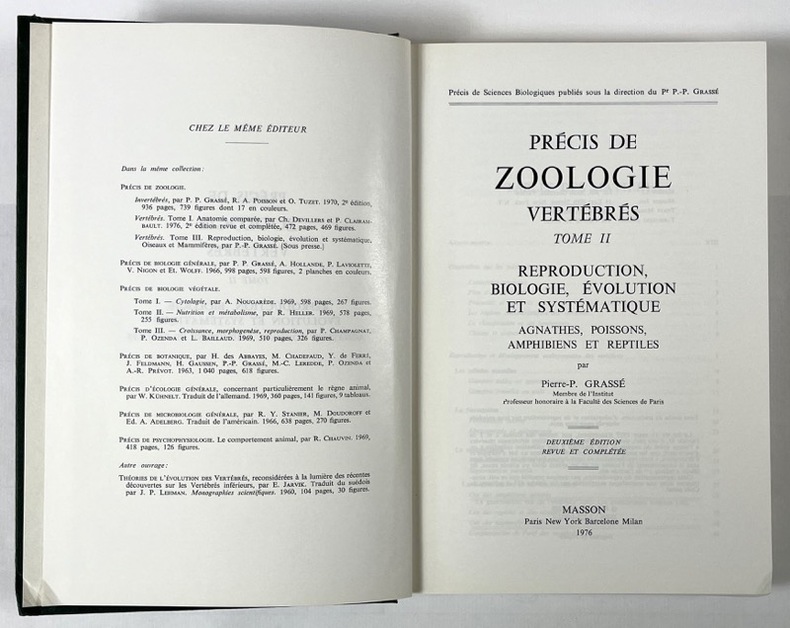 CHEZ LE MÊME ÉDITEUR
Dans la même collection :
PRÉCIS DE ZOOLOGIE.
Invertébrés, par P. P. GRASSÉ, R. A. POISSON et O. TUZET. 1970, 2e édition,
936 pages, 739 figures dont 17 en couleurs.
Vertébrés. Tome I. Anatomie comparée, par Ch. DEVILLERS et P. CLAIRAM-
BAULT. 1976, 2e édition revue et complétée, 472 pages, 469 figures.
Vertébrés. Tome III. Reproduction, biologie, évolution et systématique,
Oiseaux et Mammifères, par P.-P. GRASSÉ. [Sous presse.]
PRÉCIS DE BIOLOGIE GÉNÉRALE, par P. P. GRASSÉ, A. HOLLANDE, P. LAVIOLETTE,
V. NIGON et Et. WOLFF. 1966, 998 pages, 598 figures, 2 planches en couleurs.
PRÉCIS DE BIOLOGIE VÉGÉTALE.
Tome I. — Cytologie, par A. NOUGARÈDE. 1969, 598 pages, 267 figures.
Tome II. — Nutrition et métabolisme, par R. HELLER. 1969, 578 pages,
255 figures.
Tome III. — Croissance, morphogenèse, reproduction, par P. CHAMPAGNAT,
P. OZENDA et L. BAILLAUD. 1969, 510 pages, 326 figures.
PRÉCIS DE BOTANIQUE, par H. des ABBAYES, M. CHADEFAUD, Y. de FERRÉ,
J. FELDMANN, H. GAUSSEN, P.-P. GRASSÉ, M.-C. LEREDDE, P. OZENDA et
A.-R. PRÉVOT. 1963, 1 040 pages, 618 figures.
PRÉCIS D'ÉCOLOGIE GÉNÉRALE, concernant particulièrement le règne animal,
par W. KÜHNELT. Traduit de l'allemand. 1969, 360 pages, 141 figures, 9 tableaux.
PRÉCIS DE MICROBIOLOGIE GÉNÉRALE, par R. Y. STANIER, M. DOUDOROFF et
Ed. A. ADELBERG. Traduit de l'américain. 1966, 638 pages, 270 figures.
PRÉCIS DE PSYCHOPHYSIOLOGIE. Le comportement animal, par R. CHAUVIN. 1969,
418 pages, 126 figures.
Autre ouvrage :
THÉORIES DE L'ÉVOLUTION DES VERTÉBRÉS, reconsidérées à la lumière des récentes
découvertes sur les Vertébrés inférieurs, par E. JARVIK. Traduit du suédois
par J. P. LEHMAN. Monographies scientifiques. 1960, 104 pages, 30 figures.
Précis de Sciences Biologiques publiés sous la direction du Pr P.-P. GRASSÉ
PRÉCIS DE
ZOOLOGIE
VERTÉBRÉS
TOME II
REPRODUCTION,
BIOLOGIE, ÉVOLUTION
ET SYSTÉMATIQUE
AGNATHES, POISSONS,
AMPHIBIENS ET REPTILES
par
Pierre-P. GRASSÉ
Membre de l'Institut
Professeur honoraire à la Faculté des Sciences de Paris
DEUXIÈME ÉDITION
REVUE ET COMPLÉTÉE
MASSON
Paris New York Barcelone Milan
1976